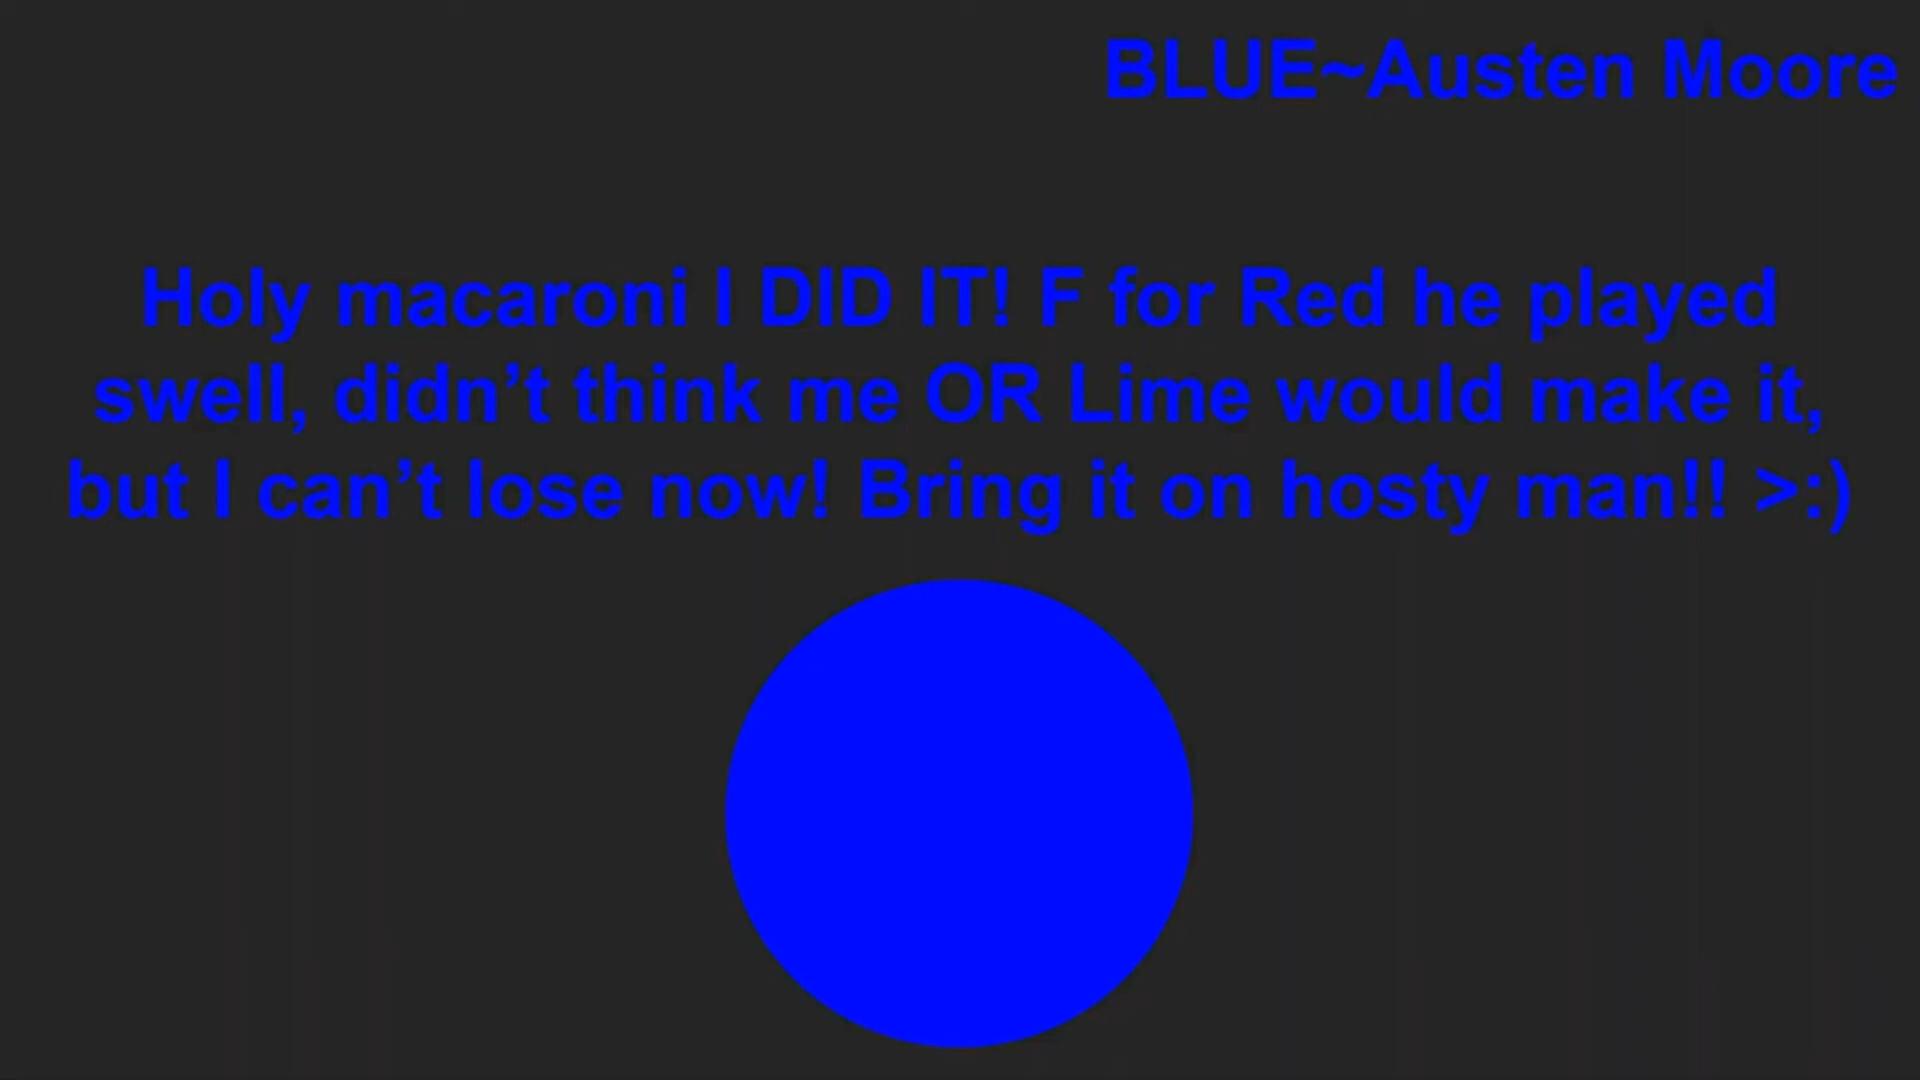 BLUE~Austen Moore
Holy macaroni I DID IT! F for Red he played
swell, didn’t think me OR Lime would make it,
but I can’t lose now! Bring it on hosty man!! >:)